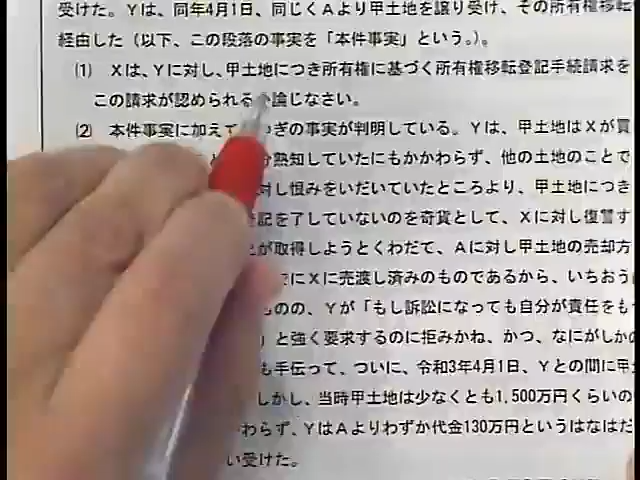 受けた。Yは、同年4月1日、同じくAより甲土地を譲り受け、その所有権移転
経由した（以下、この段落の事実を「本件事実」という。）。
(1) Xは、Yに対し、甲土地につき所有権に基づく所有権移転登記手続請求を
この請求が認められるか論じなさい。
(2) 本件事実に加えて、つぎの事実が判明している。Yは、甲土地はXが買
熟知していたにもかかわらず、他の土地のことで
対し恨みをいだいていたところより、甲土地につき
記を了していないのを奇貨として、Xに対し復讐す
が取得しようとくわだて、Aに対し甲土地の売却方
にXに売渡し済みのものであるから、いちおう
ものの、Yが「もし訴訟になっても自分が責任をも
」と強く要求するのに拒みかね、かつ、なにがしか
も手伝って、ついに、令和3年4月1日、Yとの間に甲
しかし、当時甲土地は少なくとも1,500万円くらいの
わらず、YはAよりわずか代金130万円というはなはだ
い受けた。